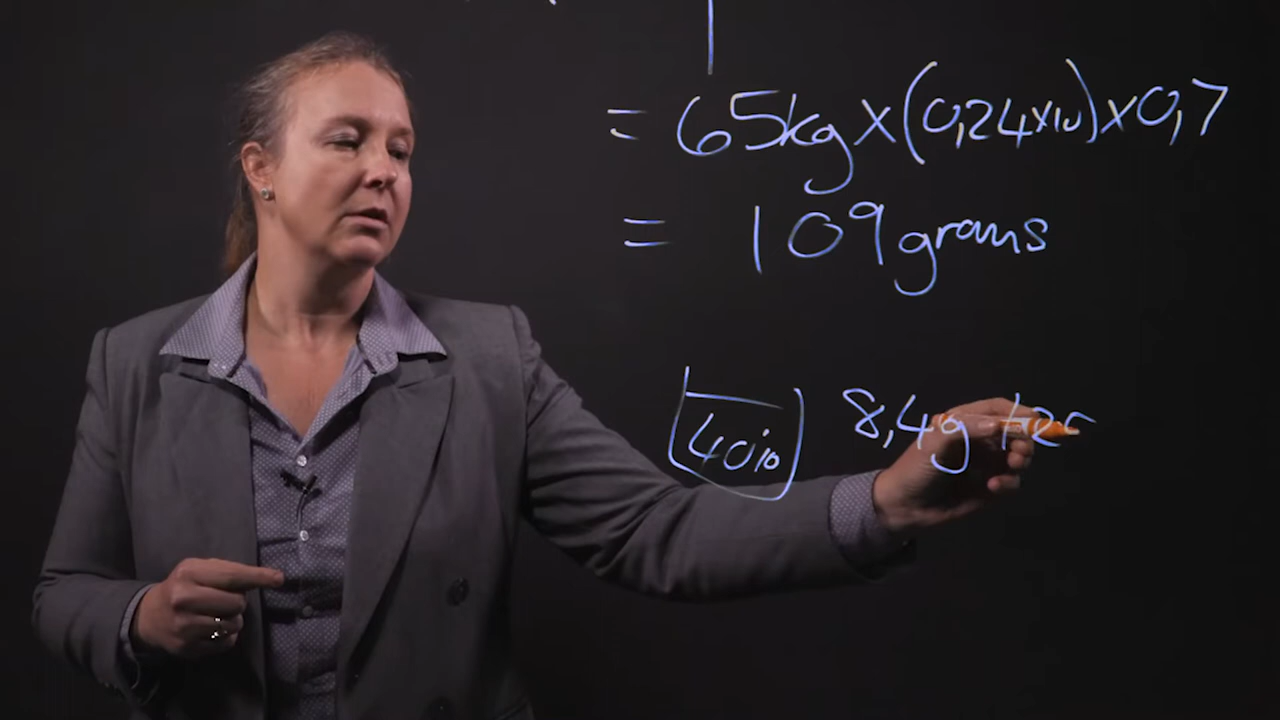 = 65kg x (0,24x10) x 0,7
= 109 grams
40% 8,4g